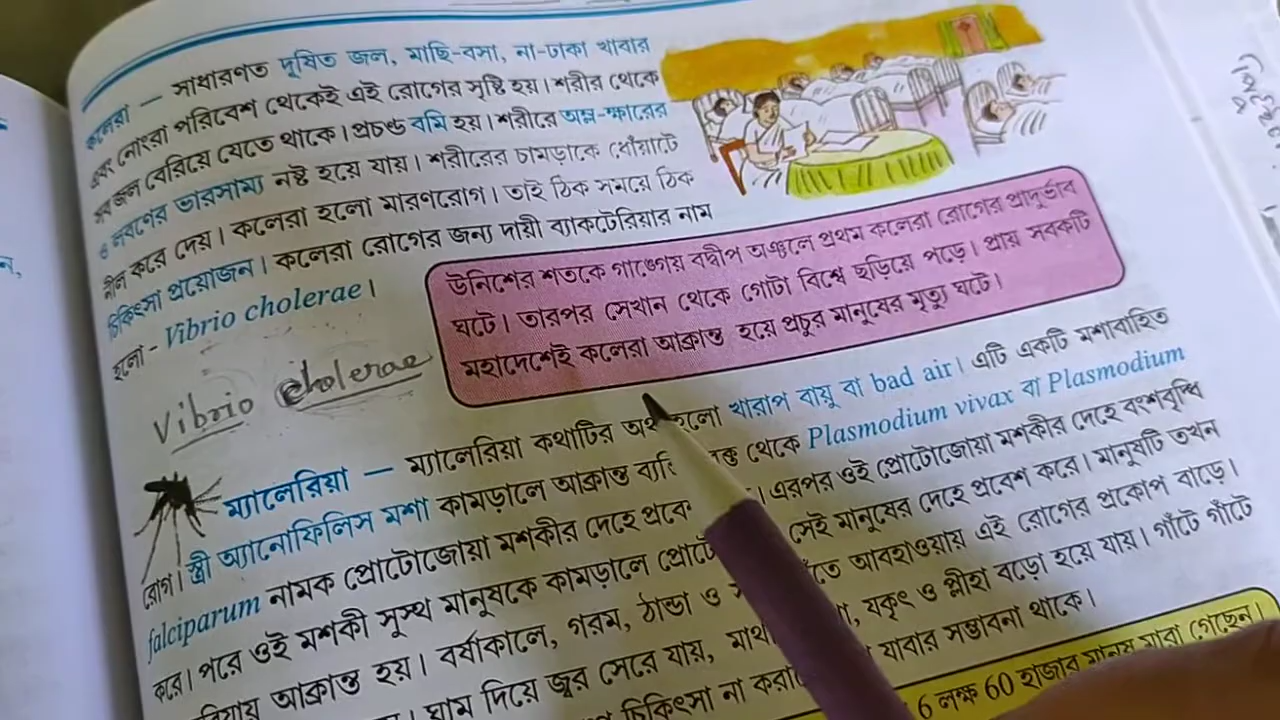 কলেরা — সাধারণত দূষিত জল, মাছি-বসা, না-ঢাকা খাবার
এবং নোংরা পরিবেশ থেকেই এই রোগের সৃষ্টি হয়। শরীর থেকে
সব জল বেরিয়ে যেতে থাকে। প্রচণ্ড বমি হয়। শরীরে অম্ল-ক্ষারের
ও লবণের ভারসাম্য নষ্ট হয়ে যায়। শরীরের চামড়াকে ধোঁয়াটে
নীল করে দেয়। কলেরা হলো মারণরোগ। তাই ঠিক সময়ে ঠিক
চিকিৎসা প্রয়োজন। কলেরা রোগের জন্য দায়ী ব্যাকটেরিয়ার নাম
হলো - Vibrio cholerae।
Vibrio cholerae
উনিশের শতকে গাঙ্গেয় বদ্বীপ অঞ্চলে প্রথম কলেরা রোগের প্রাদুর্ভাব
ঘটে। তারপর সেখান থেকে গোটা বিশ্বে ছড়িয়ে পড়ে। প্রায় সবকটি
মহাদেশেই কলেরা আক্রান্ত হয়ে প্রচুর মানুষের মৃত্যু ঘটে।
ম্যালেরিয়া — ম্যালেরিয়া কথাটির অর্থ হলো খারাপ বায়ু বা bad air। এটি একটি মশাবাহিত
রোগ। স্ত্রী অ্যানোফিলিস মশা কামড়ালে আক্রান্ত থেকে Plasmodium vivax বা Plasmodium
falciparum নামক প্রোটোজোয়া মশকীর দেহে এরপর ওই প্রোটোজোয়া মশকীর দেহে বংশবৃদ্ধি
করে। পরে ওই মশকী সুস্থ মানুষকে কামড়ালে সেই মানুষের দেহে প্রবেশ করে। মানুষটি তখন
আক্রান্ত হয়। বর্ষাকালে, গরম, ঠান্ডা ও আবহাওয়ায় এই রোগের প্রকোপ বাড়ে।
ঘাম দিয়ে জ্বর সেরে যায়, যকৃৎ ও প্লীহা বড়ো হয়ে যায়। গাঁটে গাঁটে
চিকিৎসা না যাবার সম্ভাবনা থাকে।
6 লক্ষ 60 হাজার মানুষ মারা গেছেন।